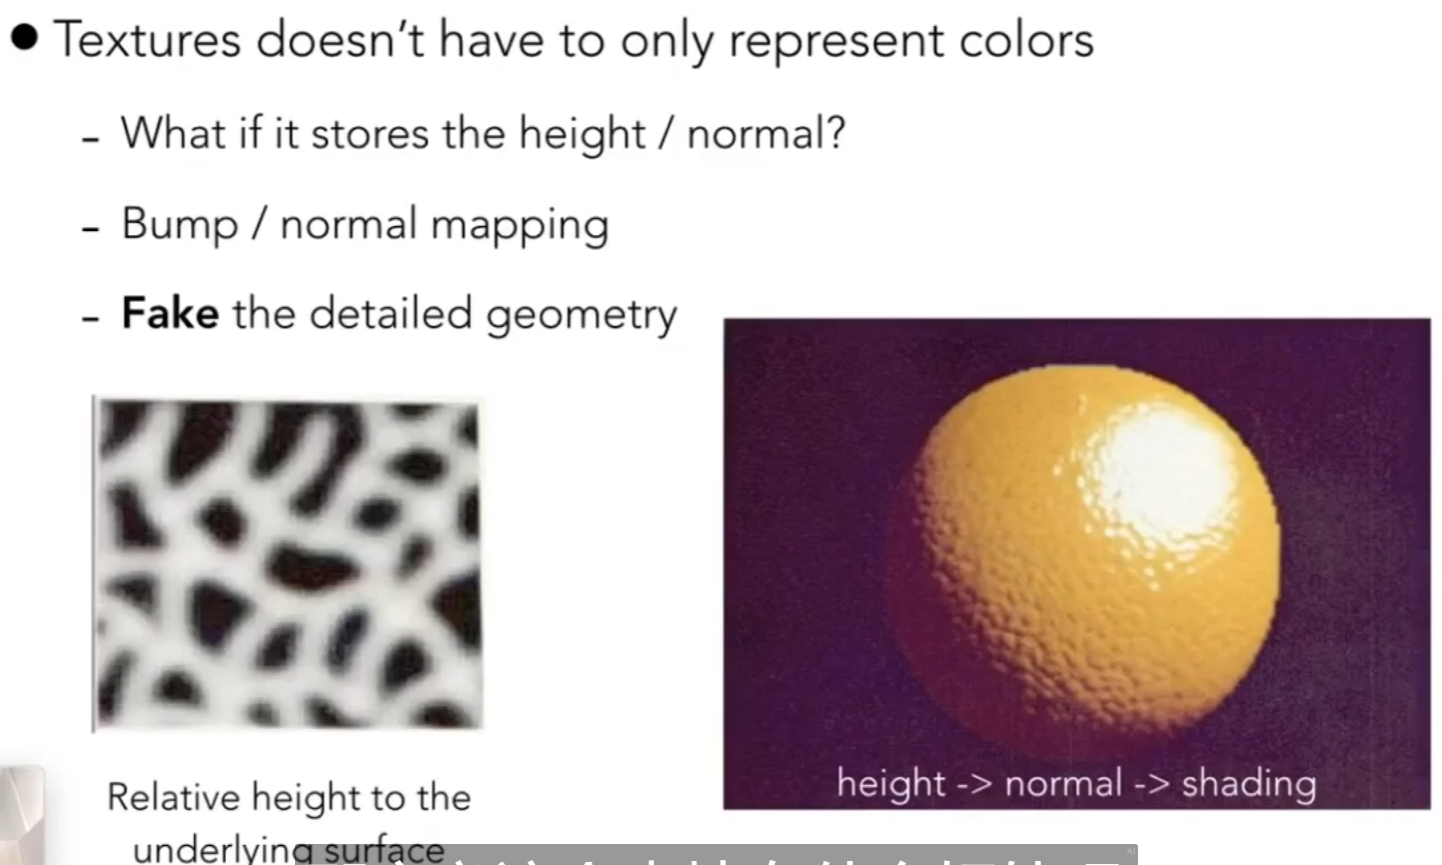 ● Textures doesn't have to only represent colors
- What if it stores the height / normal?
- Bump / normal mapping
- Fake the detailed geometry
Relative height to the
underlying surface
height -> normal -> shading